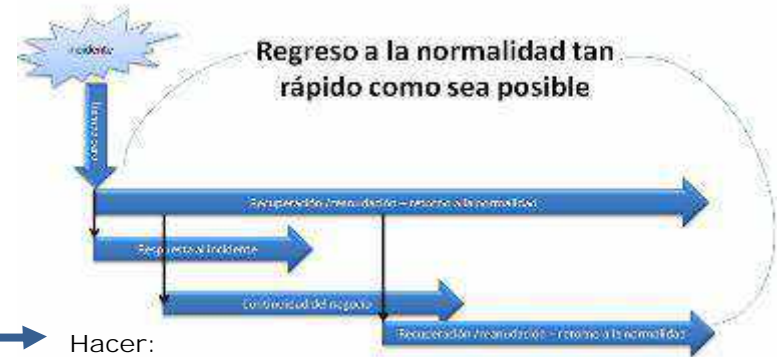 Incidente
Regreso a la normalidad tan
rápido como sea posible
Recuperación /reanudación – retorno a la normalidad
Respuesta al incidente
Continuidad del negocio
Recuperación /reanudación – retorno a la normalidad
Hacer: